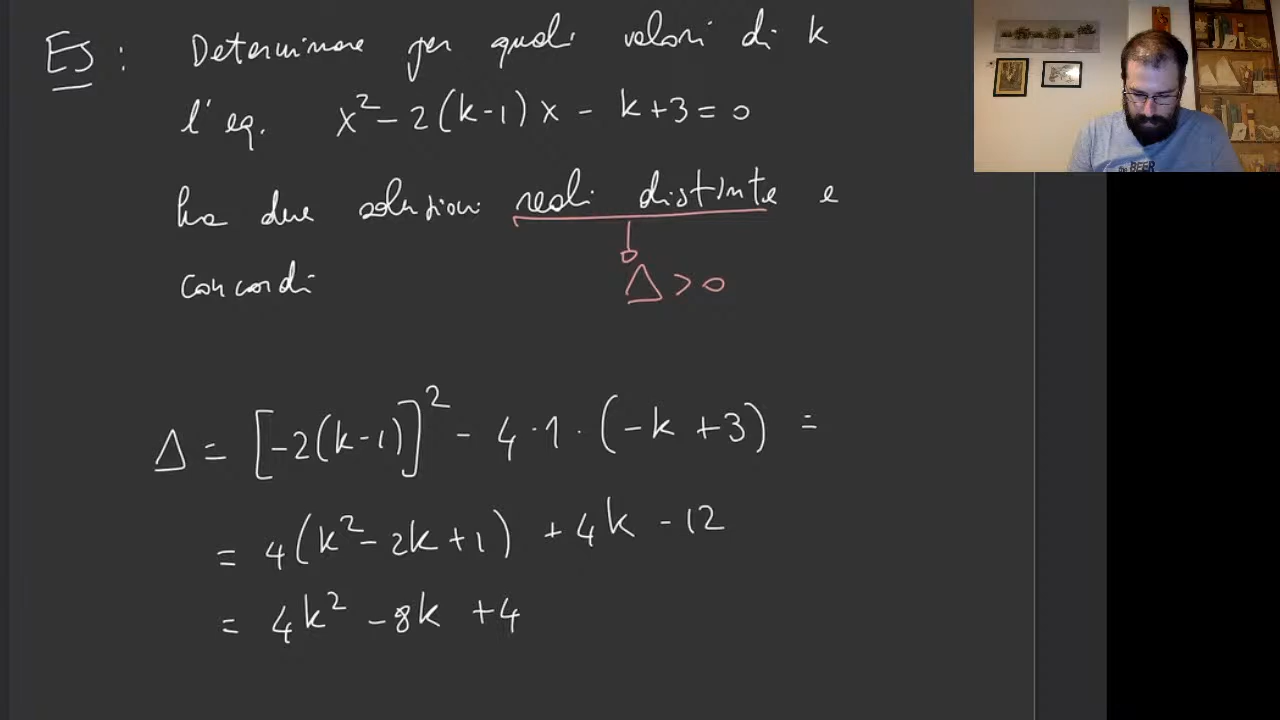 ES : Determinare per quali valori di k
l'eq. x² - 2(k-1)x - k+3=0
ha due soluzioni reali distinte e
concordi
Δ > 0
Δ = [-2(k-1)]² - 4·1·(-k+3) =
= 4(k² - 2k + 1) + 4k - 12
= 4k² - 8k + 4
BEER